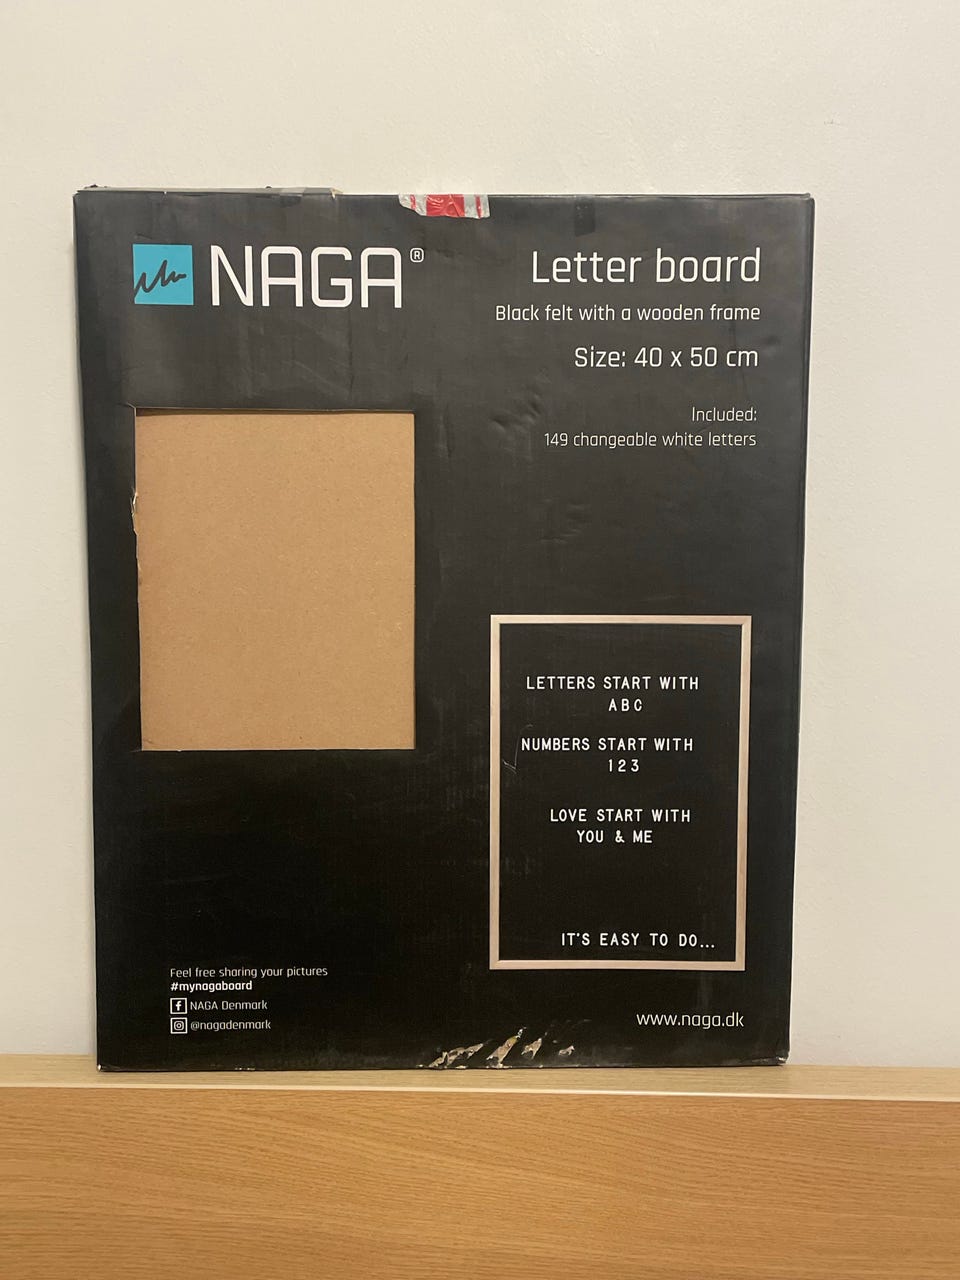 NAGA®
Letter board
Black felt with a wooden frame
Size: 40 x 50 cm
Included:
149 changeable white letters
LETTERS START WITH
ABC
NUMBERS START WITH
123
LOVE START WITH
YOU & ME
IT'S EASY TO DO...
Feel free sharing your pictures
#mynagaboard
NAGA Denmark
@nagadenmark
www.naga.dk